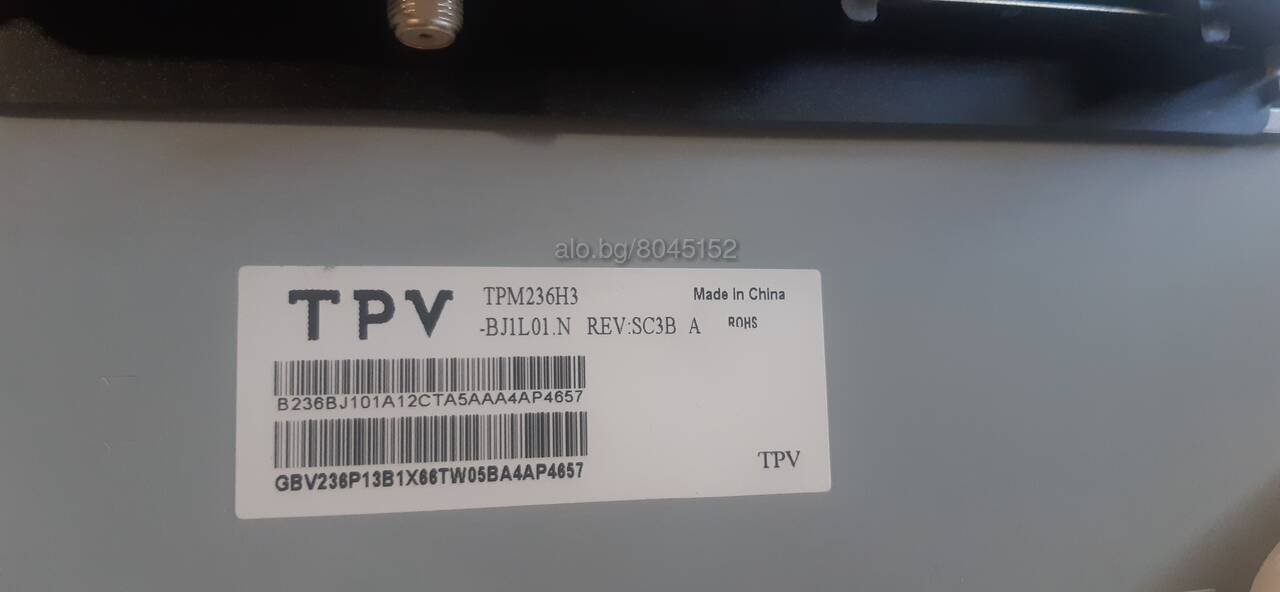 alo.bg/8045152
TPV TPM236H3 Made In China
-BJ1L01.N REV:SC3B A ROHS
B236BJ101A12CTA5AAA4AP4657
GBV236P13B1X66TW05BA4AP4657
TPV